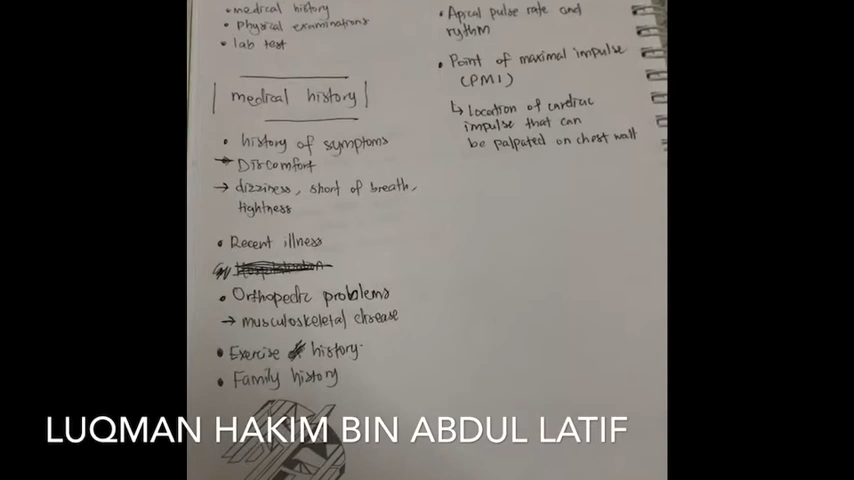 • medical history
• Physical examinations
• lab test
medical history
• history of symptoms
→ Discomfort
→ dizziness, short of breath,
tightness
• Recent illness
• Orthopedic problems
→ musculoskeletal disease
• Exercise history
• Family history
• Apical pulse rate and
rythm
• Point of maximal impulse
(PMI)
↳ Location of cardiac
impulse that can
be palpated on chest wall
LUQMAN HAKIM BIN ABDUL LATIF